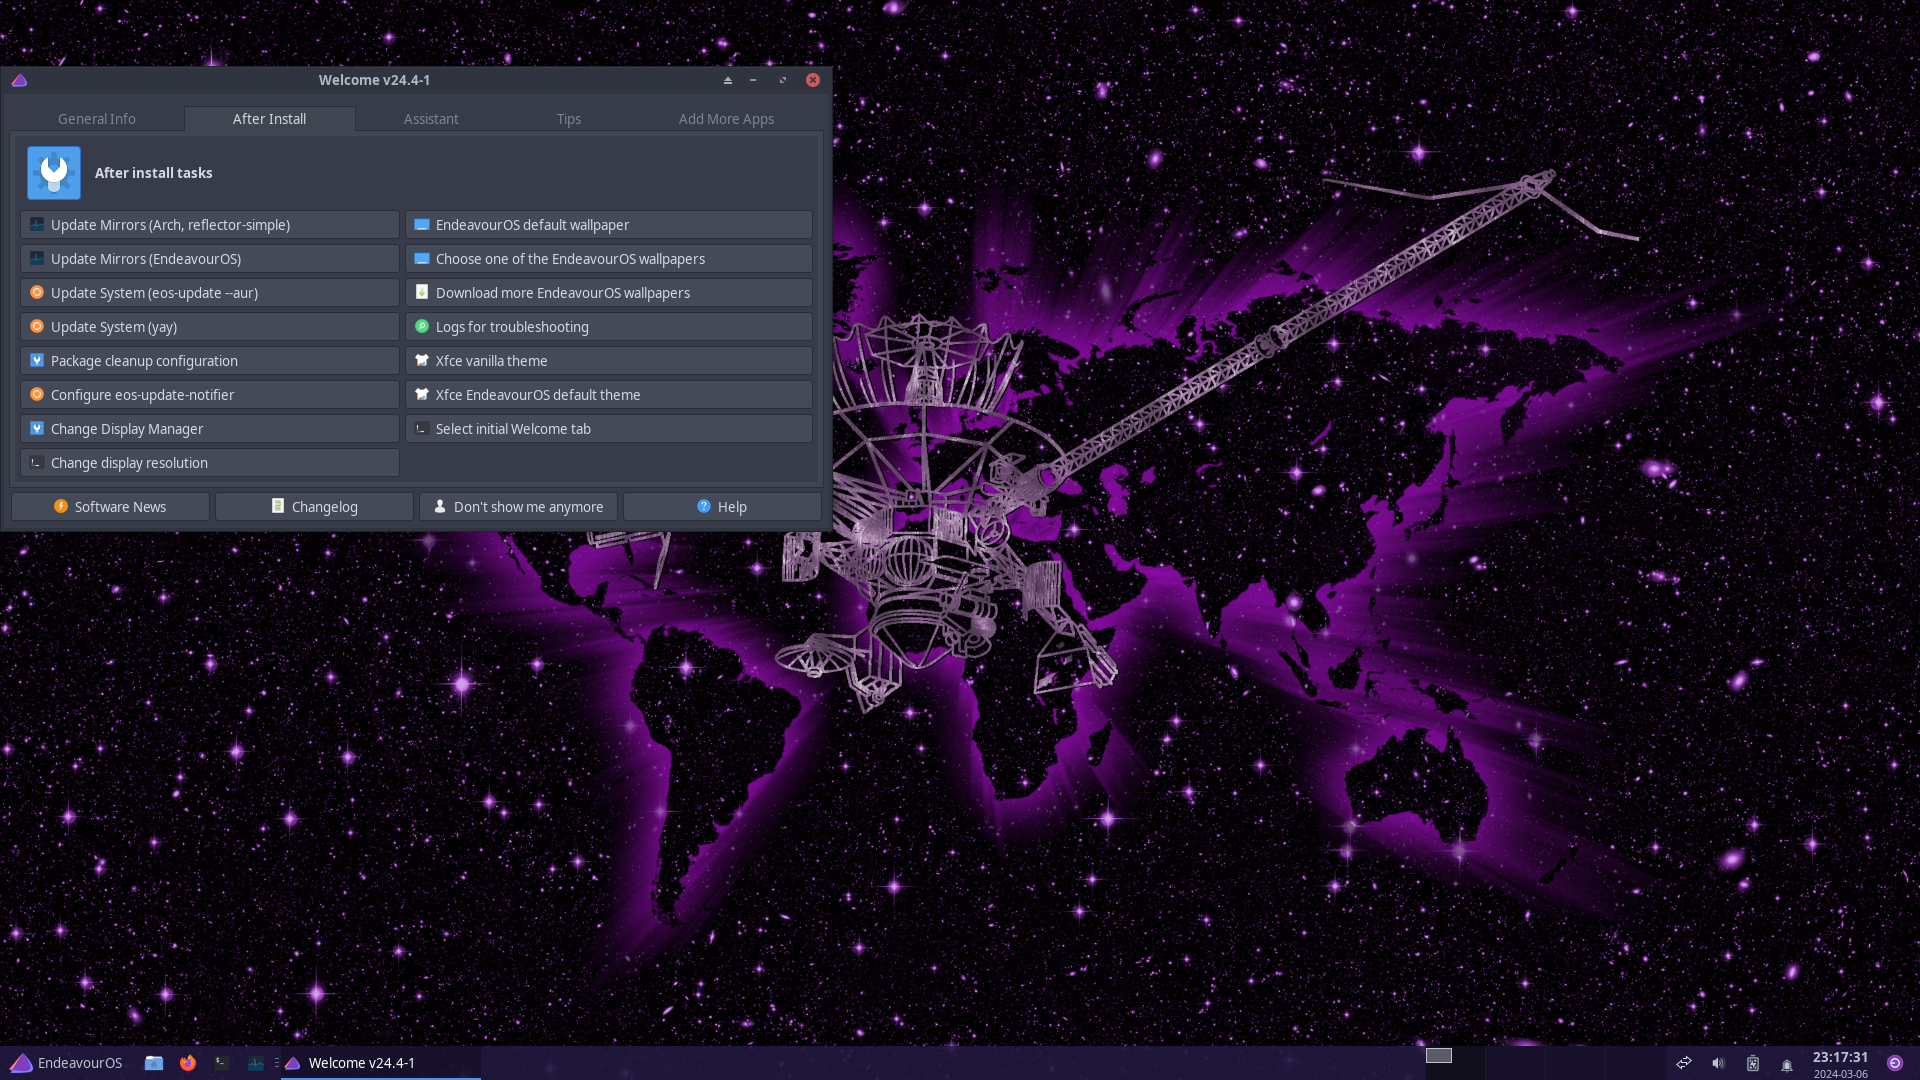 Welcome v24.4-1
General Info
After Install
Assistant
Tips
Add More Apps
After install tasks
Update Mirrors (Arch, reflector-simple)
EndeavourOS default wallpaper
Update Mirrors (EndeavourOS)
Choose one of the EndeavourOS wallpapers
Update System (eos-update --aur)
Download more EndeavourOS wallpapers
Update System (yay)
Logs for troubleshooting
Package cleanup configuration
Xfce vanilla theme
Configure eos-update-notifier
Xfce EndeavourOS default theme
Change Display Manager
Select initial Welcome tab
Change display resolution
Software News
Changelog
Don't show me anymore
Help
EndeavourOS
Welcome v24.4-1
23:17:31
2024-03-06